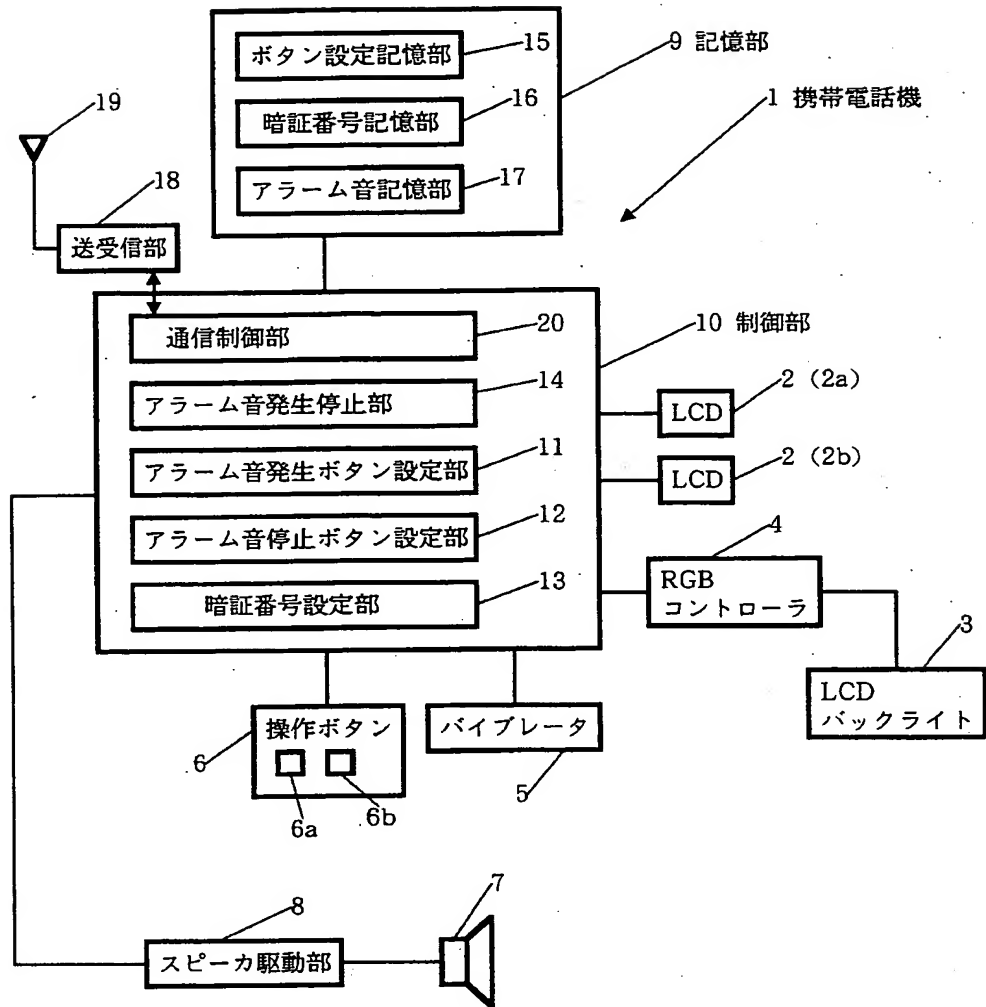 ボタン設定記憶部
15
9 記憶部
暗証番号記憶部
16
1 携帯電話機
アラーム音記憶部
17
19
18
送受信部
通信制御部
20
10 制御部
アラーム音発生停止部
14
LCD
2 (2a)
アラーム音発生ボタン設定部
11
LCD
2 (2b)
アラーム音停止ボタン設定部
12
暗証番号設定部
13
4
RGB
コントローラ
3
LCD
バックライト
操作ボタン
6
6a
6b
バイブレータ
5
8
スピーカ駆動部
7